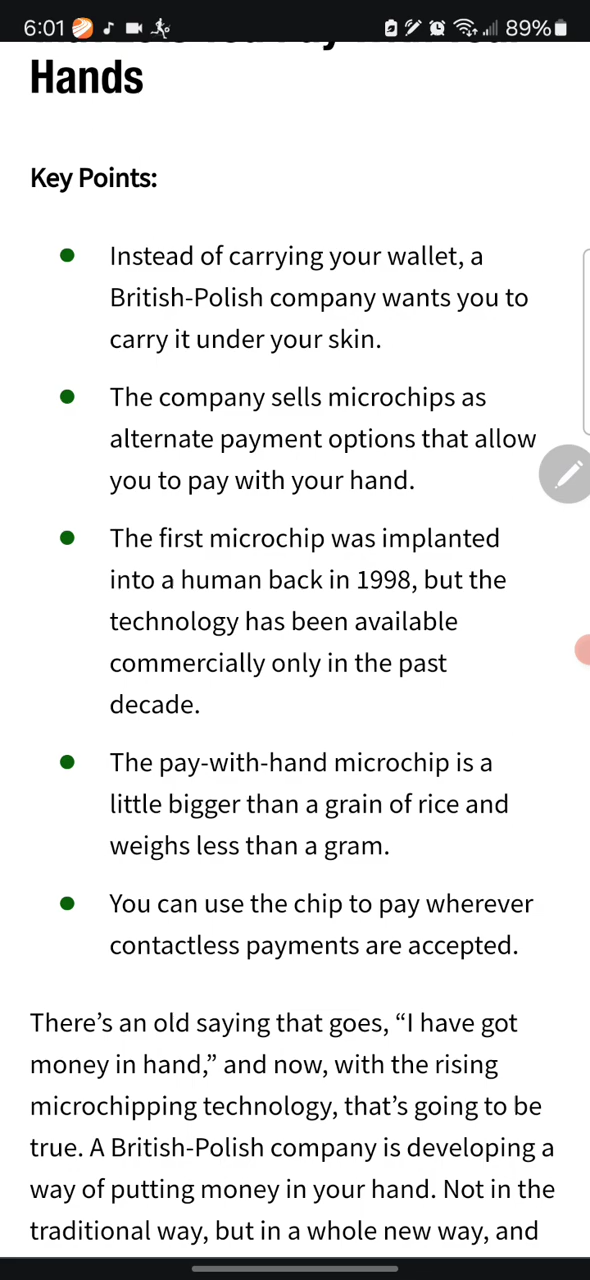 6:01
89%
Hands
Key Points:
Instead of carrying your wallet, a
British-Polish company wants you to
carry it under your skin.
The company sells microchips as
alternate payment options that allow
you to pay with your hand.
The first microchip was implanted
into a human back in 1998, but the
technology has been available
commercially only in the past
decade.
The pay-with-hand microchip is a
little bigger than a grain of rice and
weighs less than a gram.
You can use the chip to pay wherever
contactless payments are accepted.
There’s an old saying that goes, “I have got
money in hand,” and now, with the rising
microchipping technology, that’s going to be
true. A British-Polish company is developing a
way of putting money in your hand. Not in the
traditional way, but in a whole new way, and